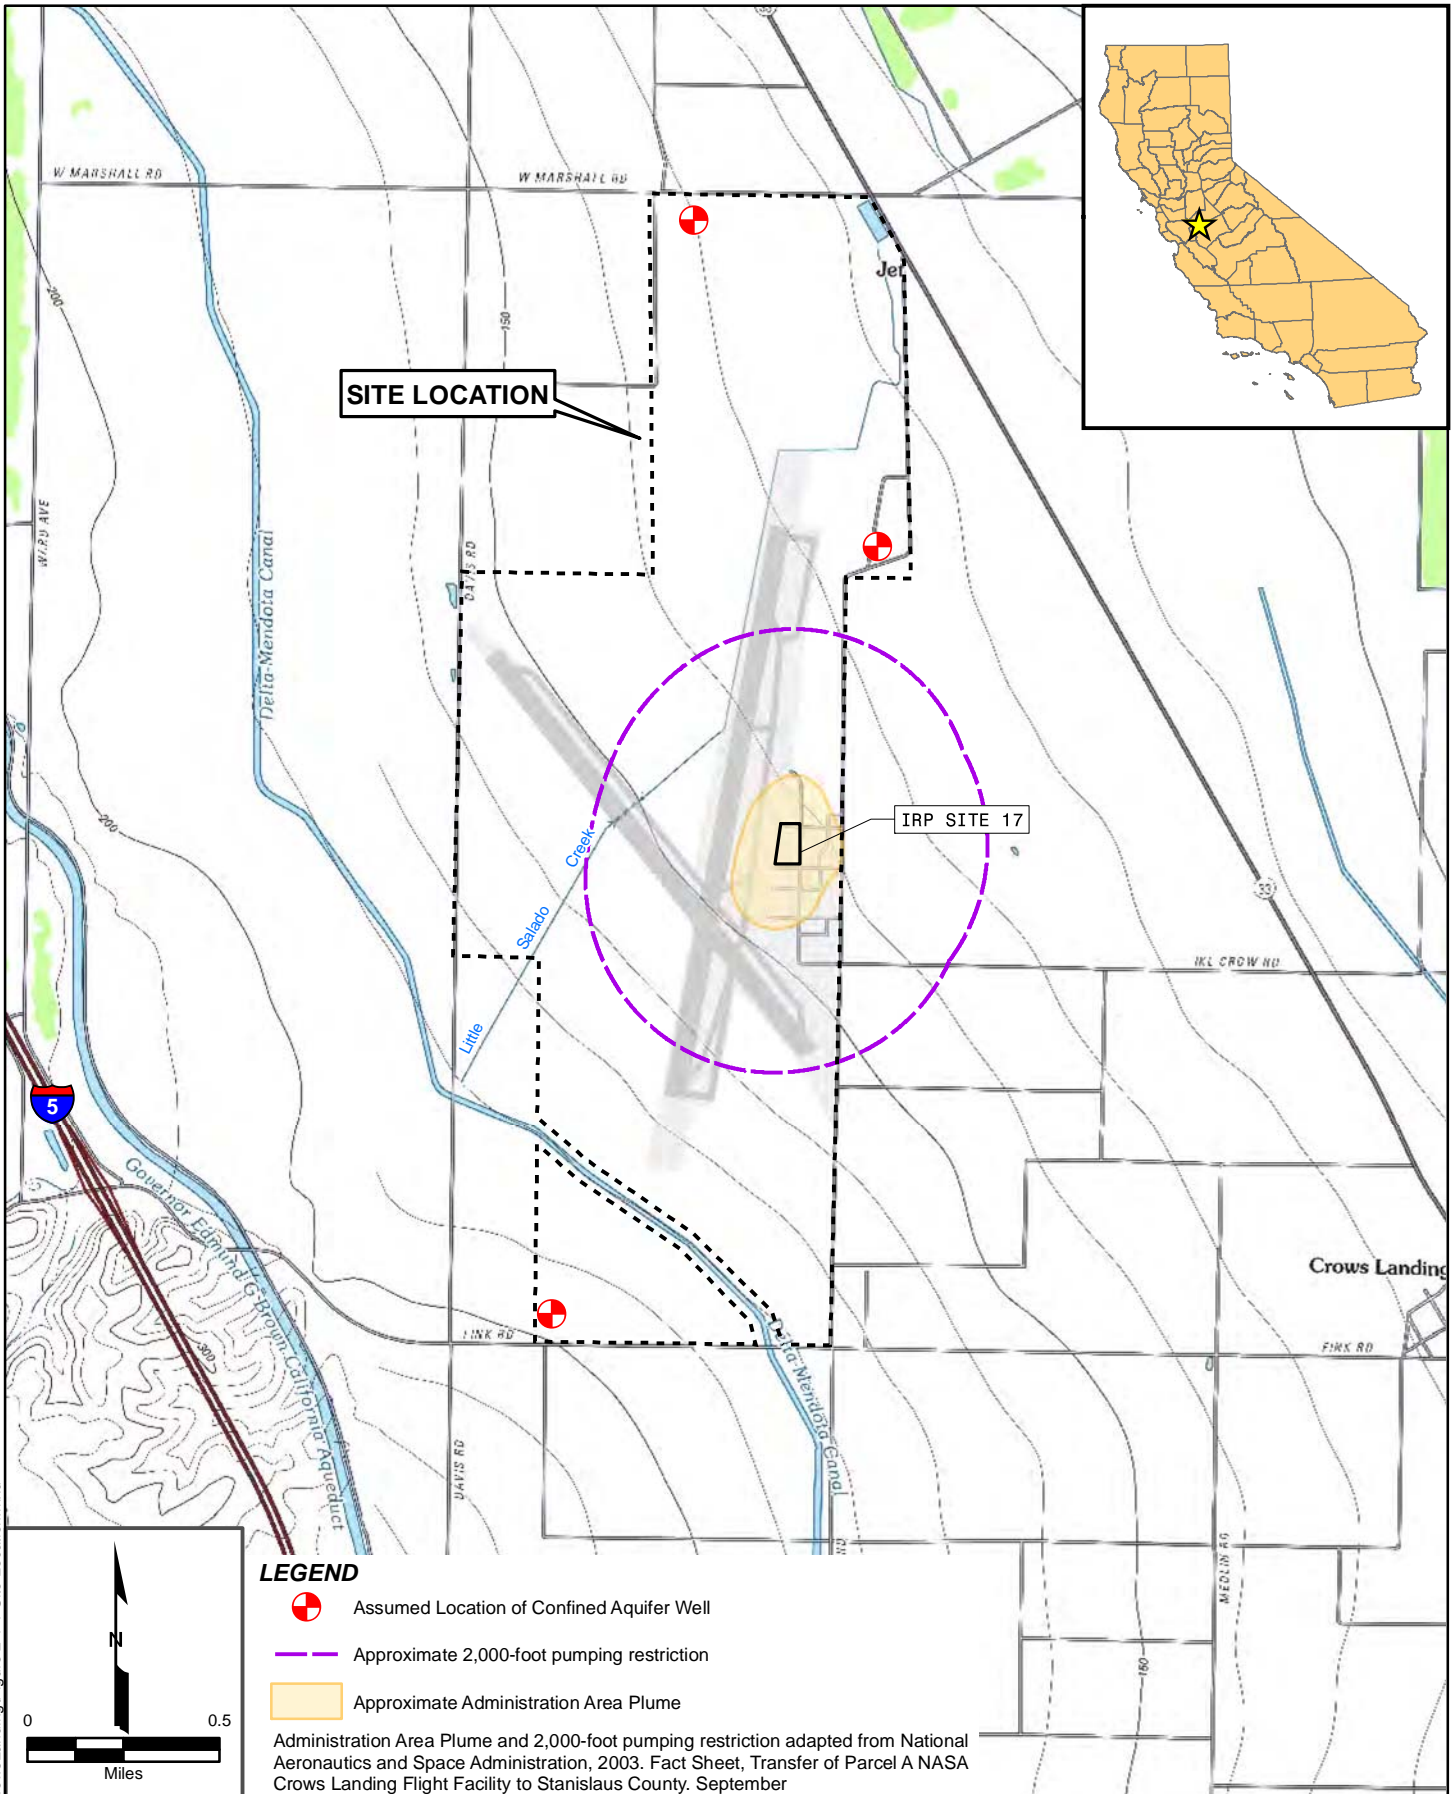 33
W MARSHALL RD
W MARSHALL RD
Jet
200
150
SITE LOCATION
WARD AVE
DAVIS RD
Delta-Mendota Canal
IRP SITE 17
200
Creek
Salado
Little
33
IKL CROW RD
5
Governor Edmund G Brown California Aqueduct
Crows Landing
300
FINK RD
FINK RD
Delta-Mendota Canal
DAVIS RD
RD
MEDLIN RD
150
N
0 0.5
Miles
LEGEND
Assumed Location of Confined Aquifer Well
Approximate 2,000-foot pumping restriction
Approximate Administration Area Plume
Administration Area Plume and 2,000-foot pumping restriction adapted from National
Aeronautics and Space Administration, 2003. Fact Sheet, Transfer of Parcel A NASA
Crows Landing Flight Facility to Stanislaus County. September